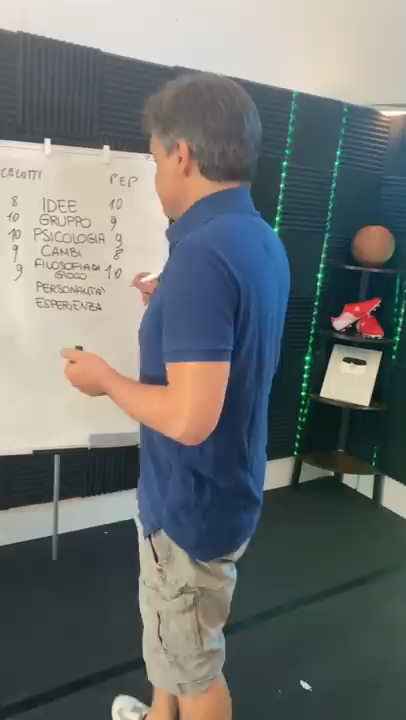 CELOTTI PEP
8 IDEE 10
10 GRUPPO 9
10 PSICOLOGIA 9
9 CAMBI 8
9 FILOSOFIA DI GIOCO 10
PERSONALITA'
ESPERIENZA